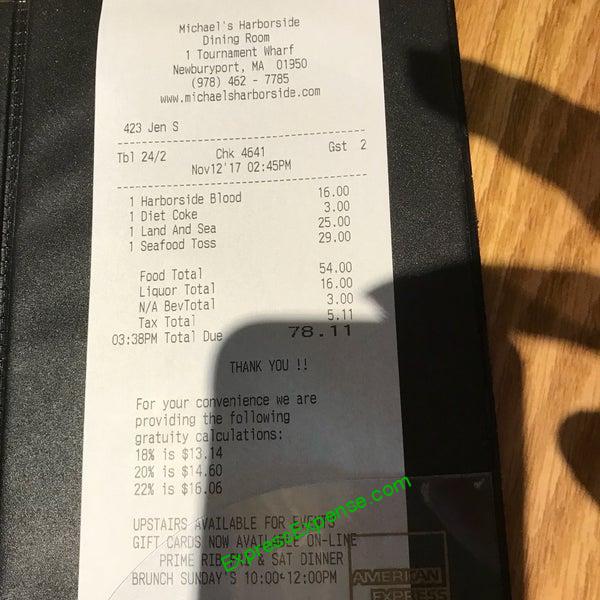 Michael's Harborside
Dining Room
1 Tournament Wharf
Newburyport, MA 01950
(978) 462 - 7785
www.michaelsharborside.com
423 Jen S
Tbl 24/2 Chk 4641 Gst 2
Nov12'17 02:45PM
1 Harborside Blood 16.00
1 Diet Coke 3.00
1 Land And Sea 25.00
1 Seafood Toss 29.00
Food Total 54.00
Liquor Total 16.00
N/A BevTotal 3.00
Tax Total 5.11
03:38PM Total Due 78.11
THANK YOU !!
For your convenience we are
providing the following
gratuity calculations:
18% is $13.14
20% is $14.60
22% is $16.06
UPSTAIRS AVAILABLE FOR EVENTS
GIFT CARDS NOW AVAILABLE ON-LINE
PRIME RIB FRI & SAT DINNER
BRUNCH SUNDAY'S 10:00-12:00PM
ExpressExpense.com
AMERICAN
EXPRESS